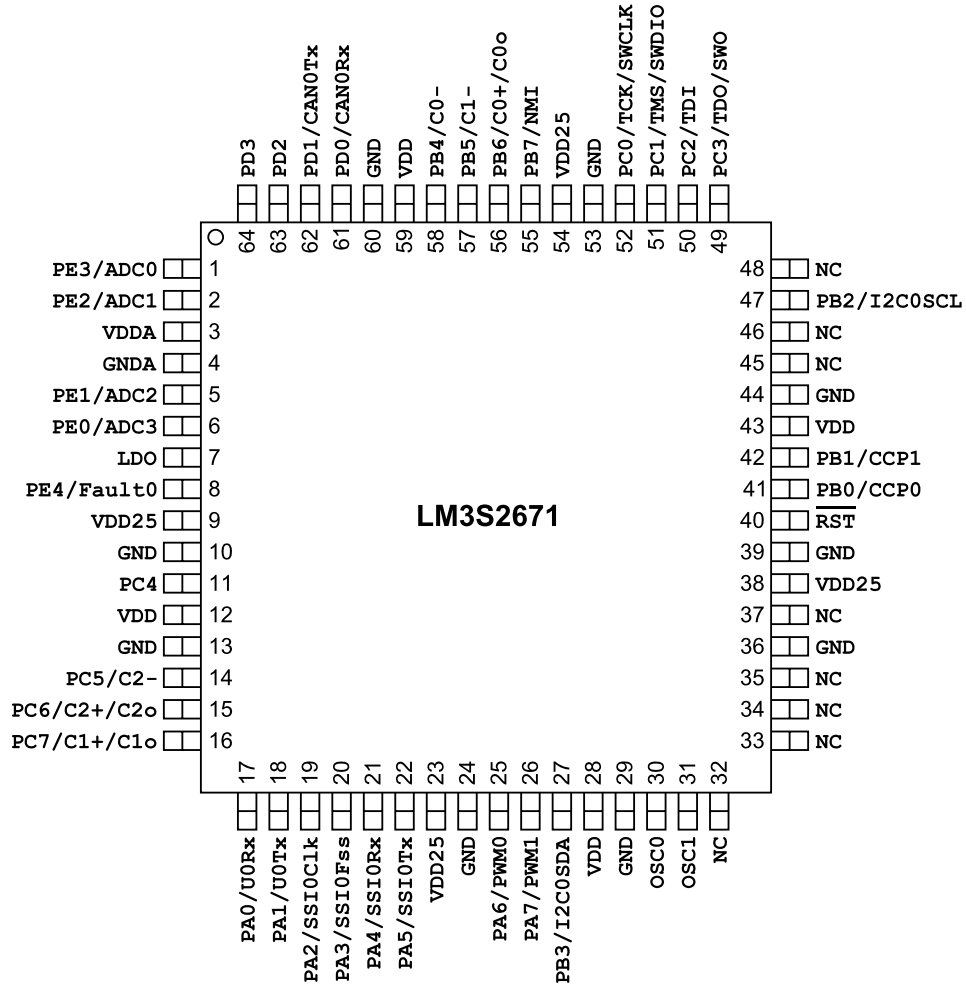 PD3
PD2
PD1/CAN0Tx
PD0/CAN0Rx
GND
VDD
PB4/C0-
PB5/C1-
PB6/C0+/C0o
PB7/NMI
VDD25
GND
PC0/TCK/SWCLK
PC1/TMS/SWDIO
PC2/TDI
PC3/TDO/SWO
64 63 62 61 60 59 58 57 56 55 54 53 52 51 50 49
PE3/ADC0 1 48 NC
PE2/ADC1 2 47 PB2/I2C0SCL
VDDA 3 46 NC
GNDA 4 45 NC
PE1/ADC2 5 44 GND
PE0/ADC3 6 43 VDD
LDO 7 42 PB1/CCP1
PE4/Fault0 8 41 PB0/CCP0
LM3S2671
VDD25 9 40 RST
GND 10 39 GND
PC4 11 38 VDD25
VDD 12 37 NC
GND 13 36 GND
PC5/C2- 14 35 NC
PC6/C2+/C2o 15 34 NC
PC7/C1+/C1o 16 33 NC
17 18 19 20 21 22 23 24 25 26 27 28 29 30 31 32
PA0/U0Rx
PA1/U0Tx
PA2/SSI0Clk
PA3/SSI0Fss
PA4/SSI0Rx
PA5/SSI0Tx
VDD25
GND
PA6/PWM0
PA7/PWM1
PB3/I2C0SDA
VDD
GND
OSC0
OSC1
NC